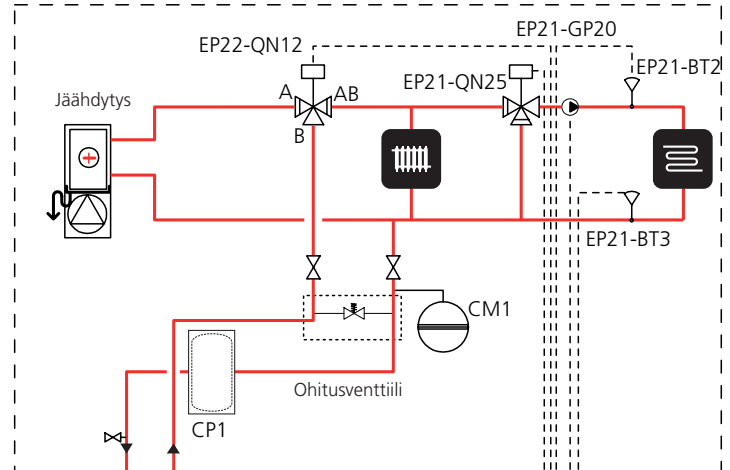 EP21-GP20
EP22-QN12
EP21-BT2
EP21-QN25
Jäähdytys
A
AB
B
EP21-BT3
CM1
Ohitusventtiili
CP1